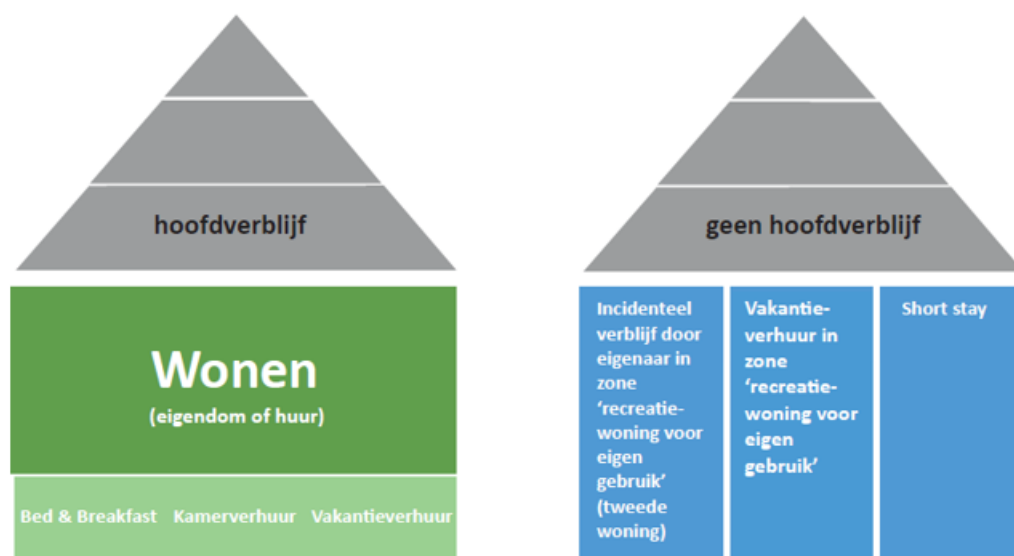 hoofdverblijf
Wonen
(eigendom of huur)
Bed & Breakfast Kamerverhuur Vakantieverhuur
geen hoofdverblijf
Incidenteel
verblijf door
eigenaar in
zone
‘recreatie-
woning voor
eigen
gebruik’
(tweede
woning)
Vakantie-
verhuur in
zone
‘recreatie-
woning voor
eigen
gebruik’
Short stay